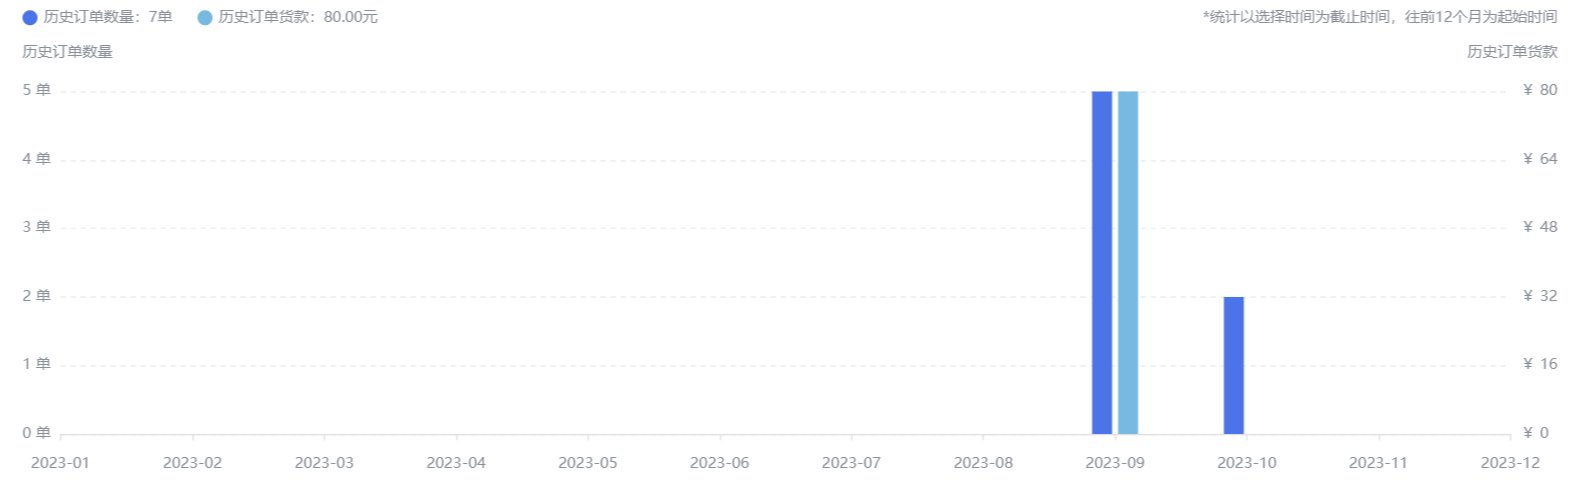 历史订单数量：7单 历史订单货款：80.00元 *统计以选择时间为截止时间，往前12个月为起始时间
历史订单数量 历史订单货款
5 单 ¥ 80
4 单 ¥ 64
3 单 ¥ 48
2 单 ¥ 32
1 单 ¥ 16
0 单 ¥ 0
2023-01 2023-02 2023-03 2023-04 2023-05 2023-06 2023-07 2023-08 2023-09 2023-10 2023-11 2023-12